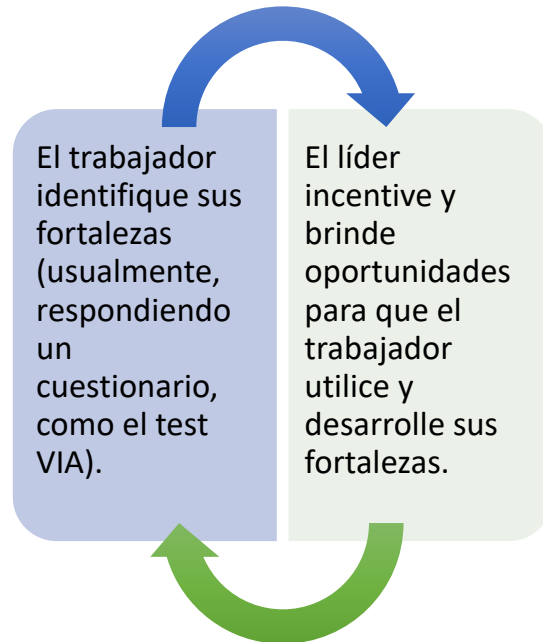 El trabajador
identifique sus
fortalezas
(usualmente,
respondiendo
un
cuestionario,
como el test
VIA).
El líder
incentive y
brinde
oportunidades
para que el
trabajador
utilice y
desarrolle sus
fortalezas.